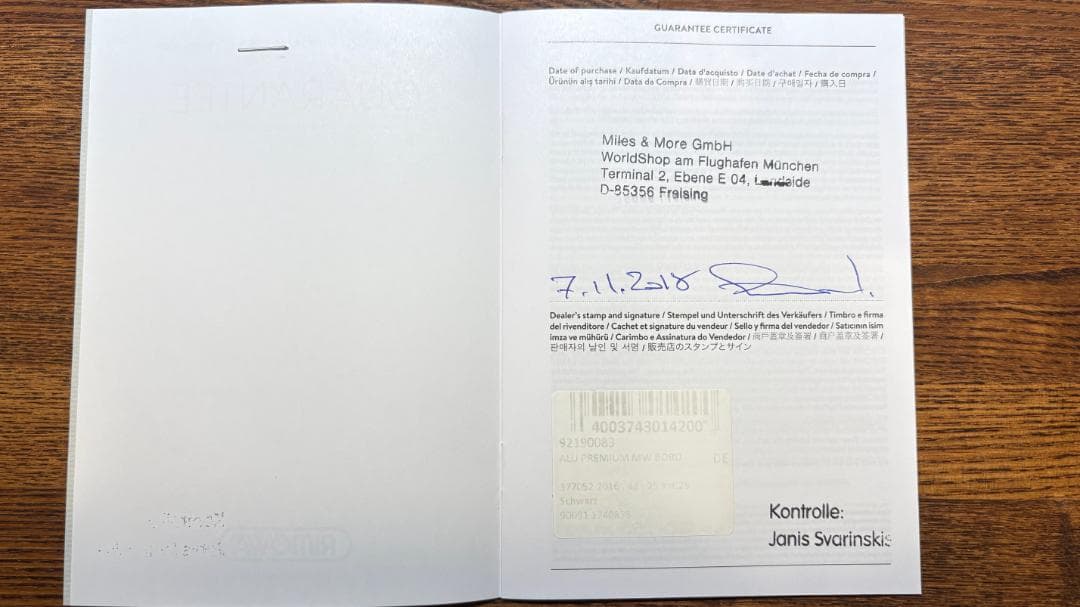 GUARANTEE CERTIFICATE
Date of purchase / Kaufdatum / Data d'acquisto / Date d'achat / Fecha de compra /
Ürünün alış tarihi / Data de Compra / 購買日期 / 购买日期 / 구매일자 / 購入日
Miles & More GmbH
WorldShop am Flughafen München
Terminal 2, Ebene E 04, Landside
D-85356 Freising
7.11.2018
Dealer's stamp and signature / Stempel und Unterschrift des Verkäufers / Timbro e firma
del rivenditore / Cachet et signature du vendeur / Sello y firma del vendedor / Satıcının isim
imza ve mühürü / Carimbo e Assinatura do Vendedor / 商戶蓋章及簽署 / 商户盖章及签署 /
판매자의 날인 및 서명 / 販売店のスタンプとサイン
4003743014200
92190083
ALU PREMIUM MW BORD DE
Schwarz
Kontrolle:
Janis Svarinskis